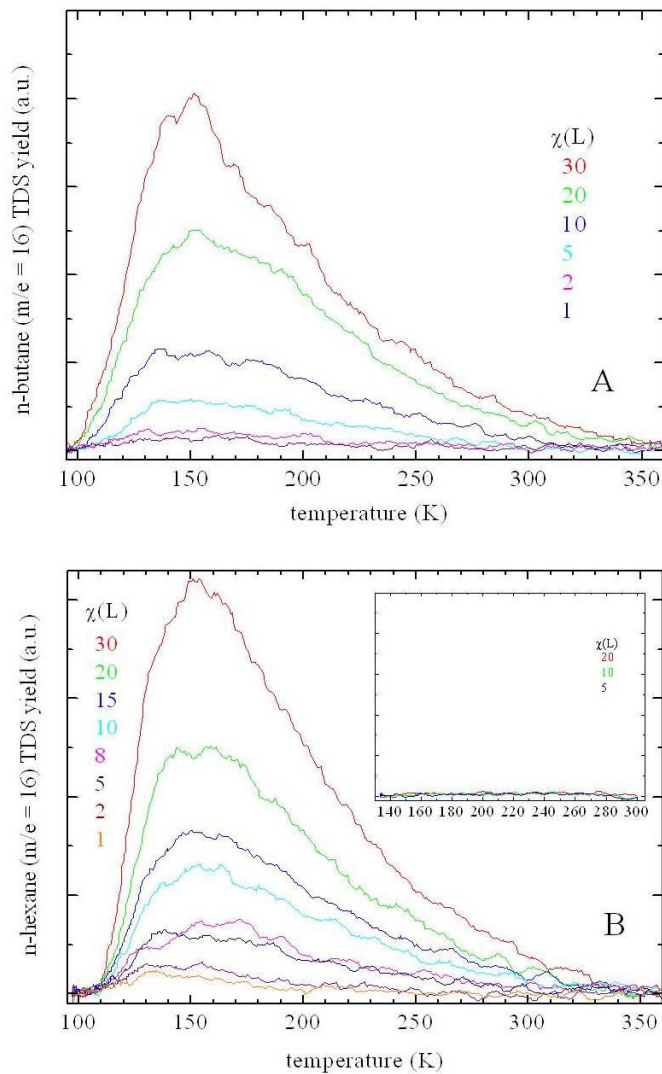 n-butane (m/e = 16) TDS yield (a.u.)
χ(L)
30
20
10
5
2
1
A
100 150 200 250 300 350
temperature (K)
n-hexane (m/e = 16) TDS yield (a.u.)
χ(L)
30
20
15
10
8
5
2
1
χ(L)
20
10
5
140 160 180 200 220 240 260 280 300
B
100 150 200 250 300 350
temperature (K)